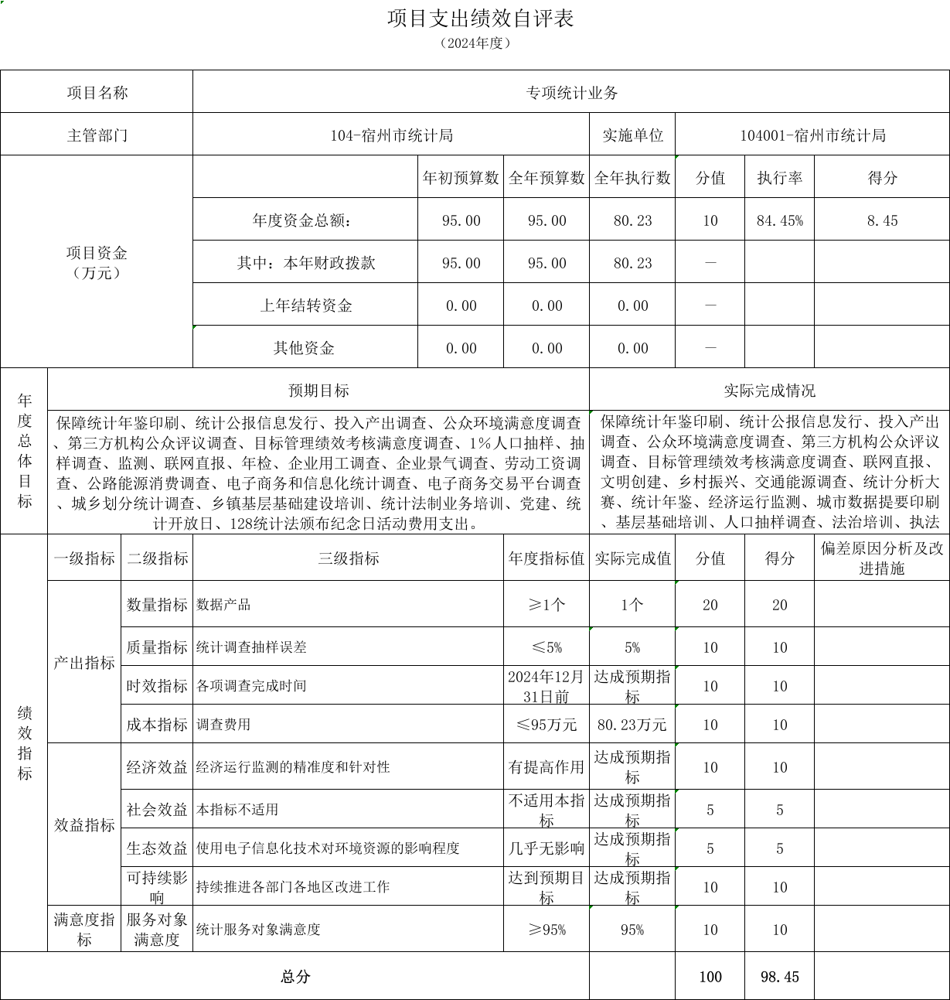 项目支出绩效自评表
（2024年度）
项目名称 专项统计业务
主管部门 104-宿州市统计局 实施单位 104001-宿州市统计局
项目资金
（万元）
年初预算数 全年预算数 全年执行数 分值 执行率 得分
年度资金总额： 95.00 95.00 80.23 10 84.45% 8.45
其中：本年财政拨款 95.00 95.00 80.23 －
上年结转资金 0.00 0.00 0.00 －
其他资金 0.00 0.00 0.00 －
年度总体目标
预期目标 实际完成情况
保障统计年鉴印刷、统计公报信息发行、投入产出调查、公众环境满意度调查
、第三方机构公众评议调查、目标管理绩效考核满意度调查、1%人口抽样、抽
样调查、监测、联网直报、年检、企业用工调查、企业景气调查、劳动工资调
查、公路能源消费调查、电子商务和信息化统计调查、电子商务交易平台调查
、城乡划分统计调查、乡镇基层基础建设培训、统计法制业务培训、党建、统
计开放日、128统计法颁布纪念日活动费用支出。
保障统计年鉴印刷、统计公报信息发行、投入产出
调查、公众环境满意度调查、第三方机构公众评议
调查、目标管理绩效考核满意度调查、联网直报、
文明创建、乡村振兴、交通能源调查、统计分析大
赛、统计年鉴、经济运行监测、城市数据提要印刷
、基层基础培训、人口抽样调查、法治培训、执法
绩效指标
一级指标 二级指标 三级指标 年度指标值 实际完成值 分值 得分 偏差原因分析及改
进措施
产出指标
数量指标 数据产品 ≥1个 1个 20 20
质量指标 统计调查抽样误差 ≤5% 5% 10 10
时效指标 各项调查完成时间 2024年12月
31日前 达成预期指
标 10 10
成本指标 调查费用 ≤95万元 80.23万元 10 10
效益指标
经济效益 经济运行监测的精准度和针对性 有提高作用 达成预期指
标 10 10
社会效益 本指标不适用 不适用本指
标 达成预期指
标 5 5
生态效益 使用电子信息化技术对环境资源的影响程度 几乎无影响 达成预期指
标 5 5
可持续影
响 持续推进各部门各地区改进工作 达到预期目
标 达成预期指
标 10 10
满意度指
标 服务对象
满意度 统计服务对象满意度 ≥95% 95% 10 10
总分 100 98.45